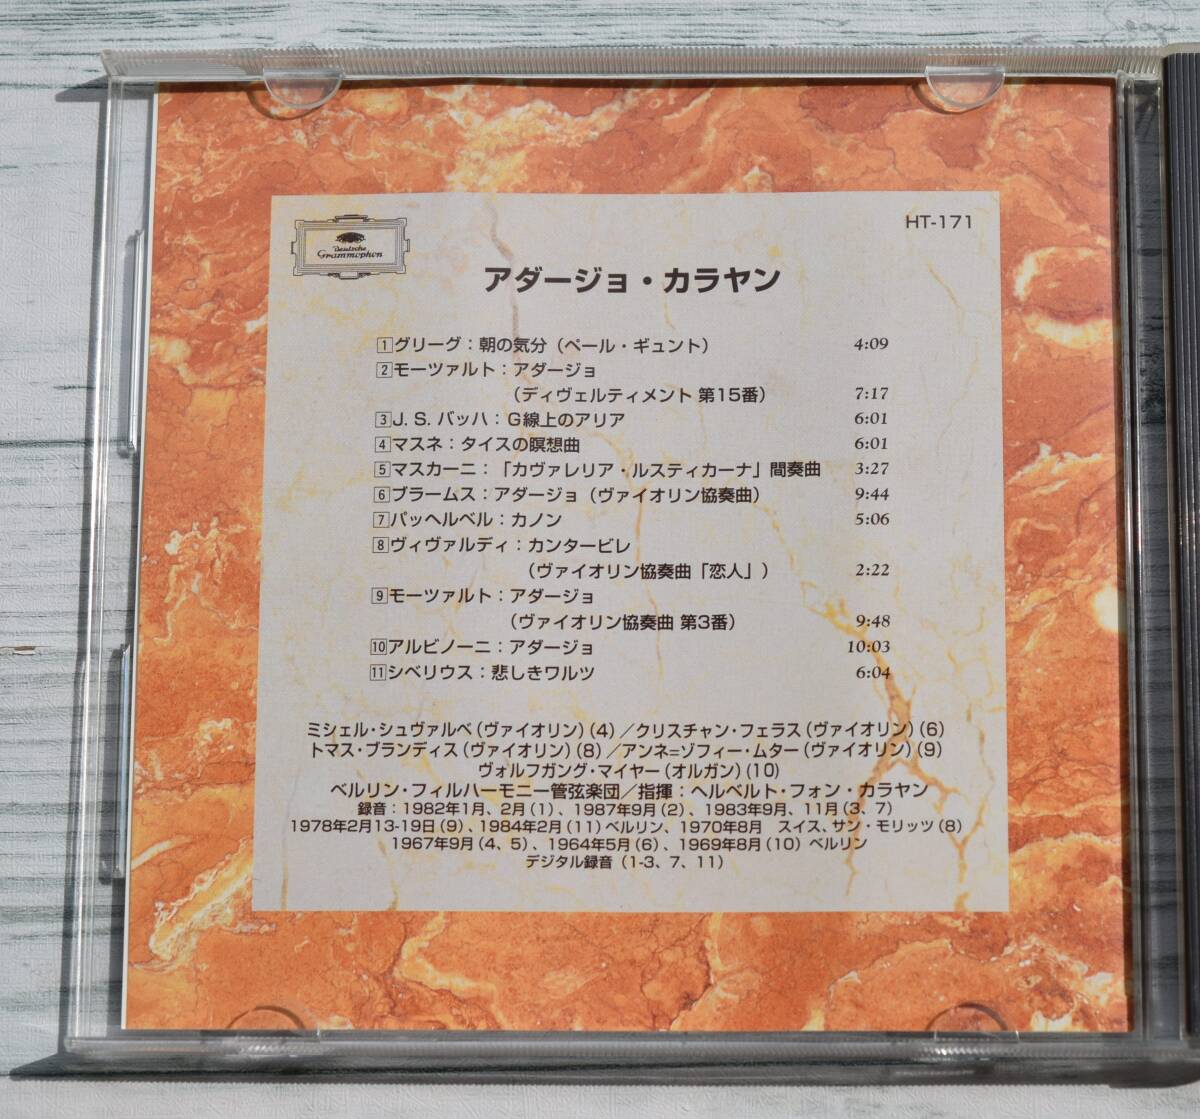 HT-171
Deutsche
Grammophon
アダージョ・カラヤン
1グリーグ：朝の気分（ペール・ギュント） 4:09
2モーツァルト：アダージョ
（ディヴェルティメント 第15番） 7:17
3J. S. バッハ：G線上のアリア 6:01
4マスネ：タイスの瞑想曲 6:01
5マスカーニ：「カヴァレリア・ルスティカーナ」間奏曲 3:27
6ブラームス：アダージョ（ヴァイオリン協奏曲） 9:44
7パッヘルベル：カノン 5:06
8ヴィヴァルディ：カンタービレ
（ヴァイオリン協奏曲「恋人」） 2:22
9モーツァルト：アダージョ
（ヴァイオリン協奏曲 第3番） 9:48
10アルビノーニ：アダージョ 10:03
11シベリウス：悲しきワルツ 6:04
ミシェル・シュヴァルベ（ヴァイオリン）（4）／クリスチャン・フェラス（ヴァイオリン）（6）
トマス・ブランディス（ヴァイオリン）（8）／アンネ=ゾフィー・ムター（ヴァイオリン）（9）
ヴォルフガング・マイヤー（オルガン）（10）
ベルリン・フィルハーモニー管弦楽団／指揮：ヘルベルト・フォン・カラヤン
録音：1982年1月、2月（1）、1987年9月（2）、1983年9月、11月（3、7）
1978年2月13-19日（9）、1984年2月（11）ベルリン、1970年8月　スイス、サン・モリッツ（8）
1967年9月（4、5）、1964年5月（6）、1969年8月（10）ベルリン
デジタル録音（1-3、7、11）